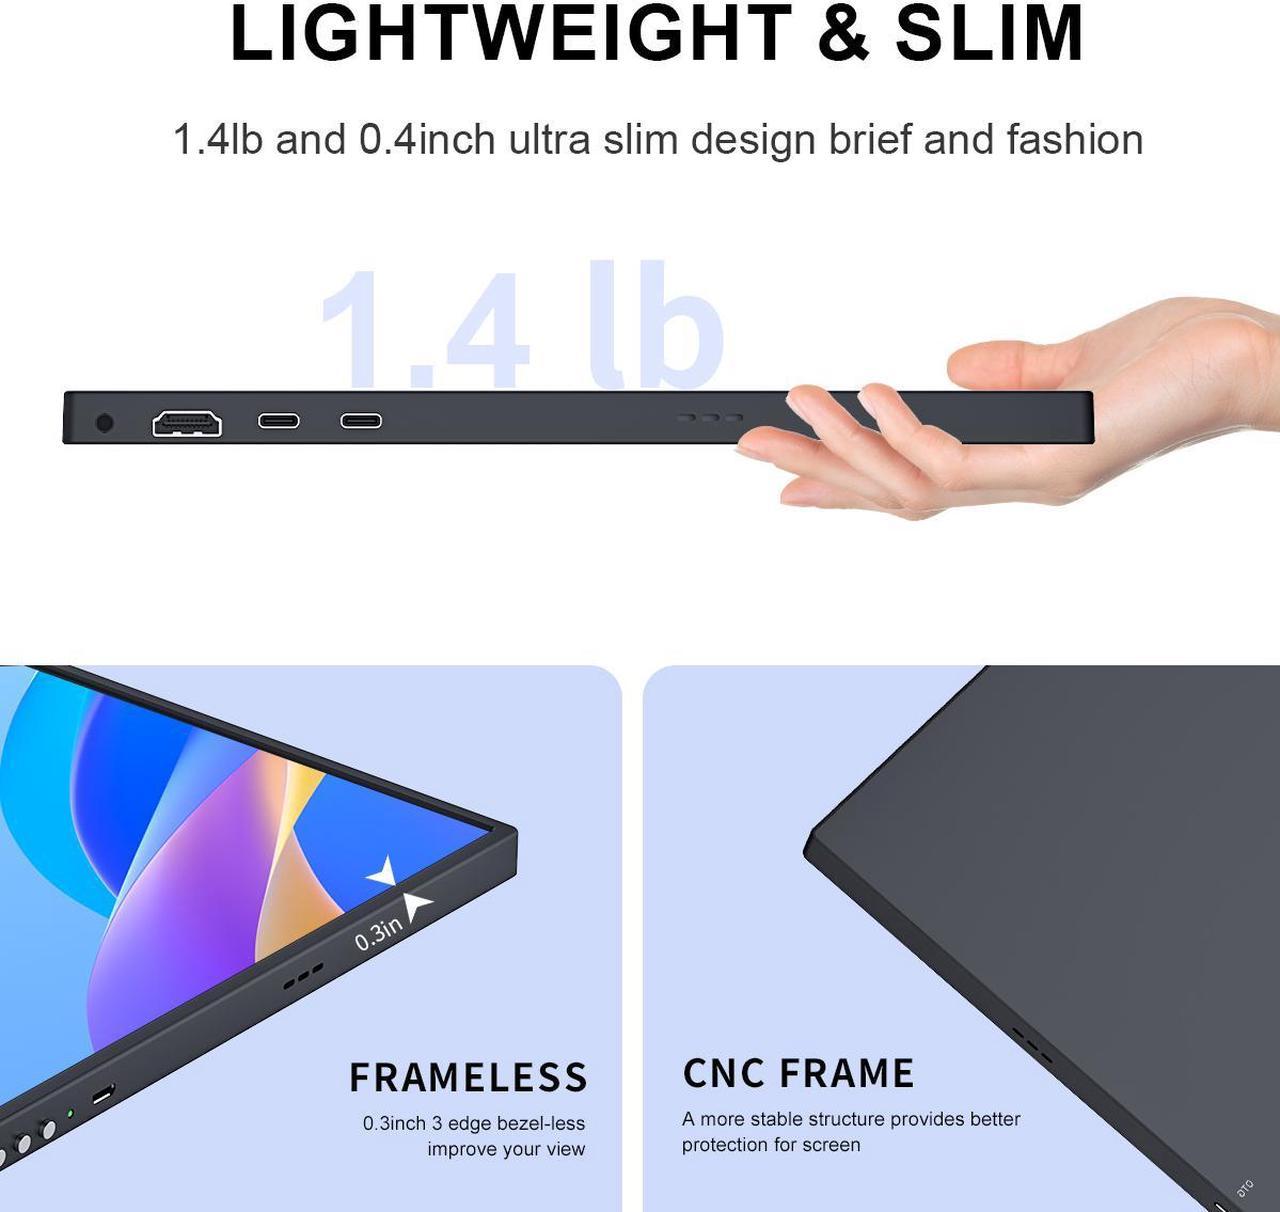 LIGHTWEIGHT & SLIM
1.4lb and 0.4inch ultra slim design brief and fashion
1.4 lb
0.3in
FRAMELESS
0.3inch 3 edge bezel-less
improve your view
CNC FRAME
A more stable structure provides better
protection for screen